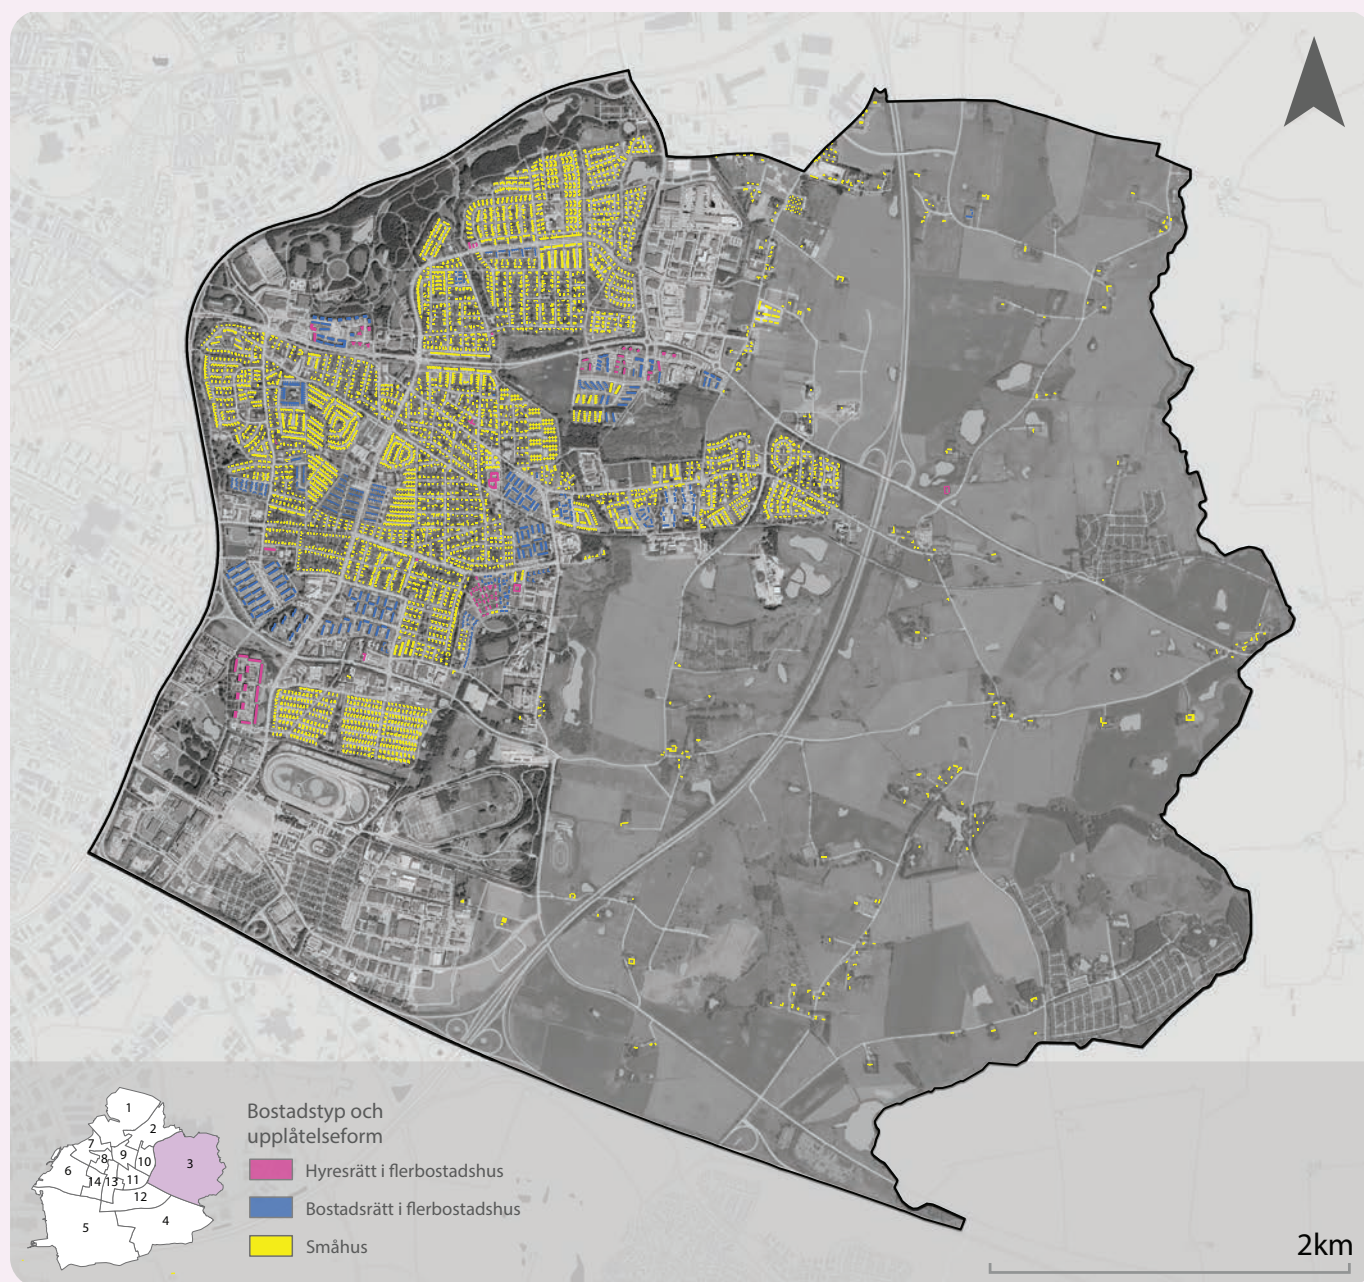 1
2
7
9
8
10
3
6
14
13
11
12
5
4
Bostadstyp och
upplåtelseform
Hyresrätt i flerbostadshus
Bostadsrätt i flerbostadshus
Småhus
2km